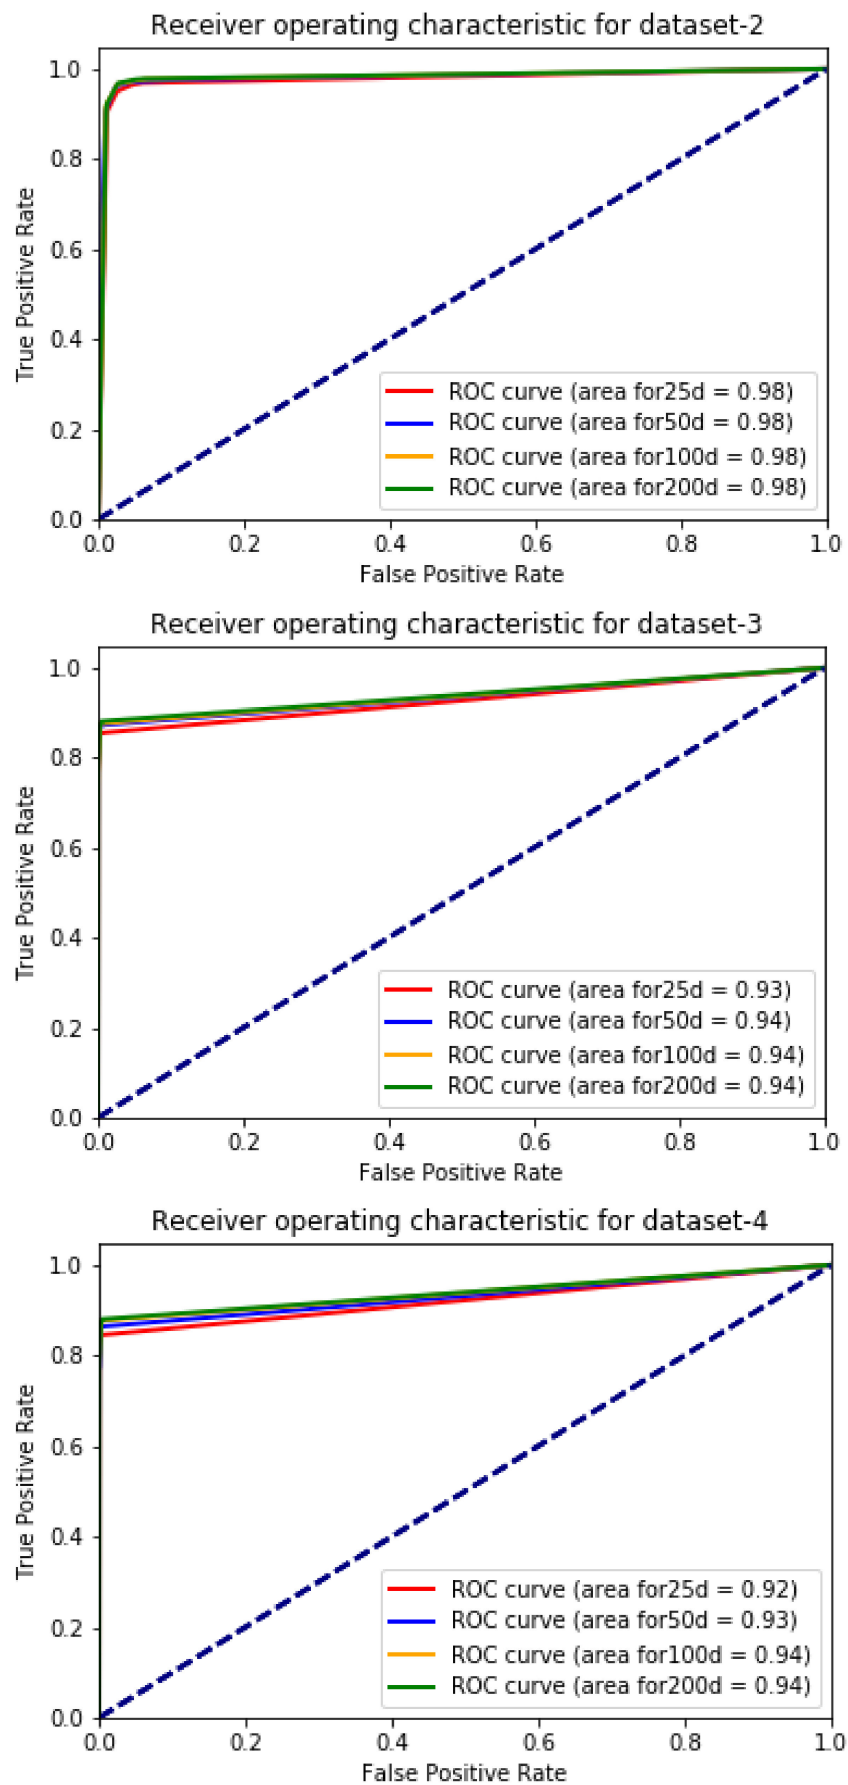 Receiver operating characteristic for dataset-2
1.0
0.8
0.6
0.4
0.2
0.0
True Positive Rate
ROC curve (area for25d = 0.98)
ROC curve (area for50d = 0.98)
ROC curve (area for100d = 0.98)
ROC curve (area for200d = 0.98)
0.0 0.2 0.4 0.6 0.8 1.0
False Positive Rate
Receiver operating characteristic for dataset-3
1.0
0.8
0.6
0.4
0.2
0.0
True Positive Rate
ROC curve (area for25d = 0.93)
ROC curve (area for50d = 0.94)
ROC curve (area for100d = 0.94)
ROC curve (area for200d = 0.94)
0.0 0.2 0.4 0.6 0.8 1.0
False Positive Rate
Receiver operating characteristic for dataset-4
1.0
0.8
0.6
0.4
0.2
0.0
True Positive Rate
ROC curve (area for25d = 0.92)
ROC curve (area for50d = 0.93)
ROC curve (area for100d = 0.94)
ROC curve (area for200d = 0.94)
0.0 0.2 0.4 0.6 0.8 1.0
False Positive Rate